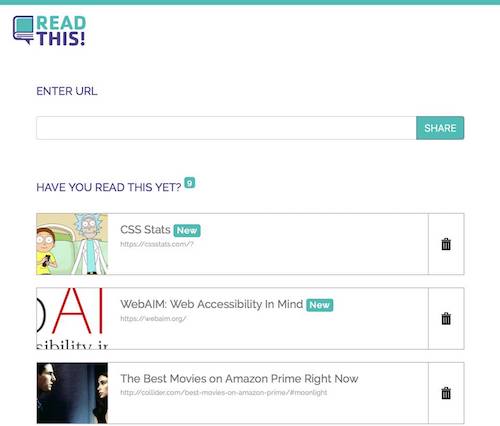 READ
THIS!
ENTER URL
SHARE
HAVE YOU READ THIS YET? 9
CSS Stats New
https://cssstats.com/?
WebAIM: Web Accessibility In Mind New
https://webaim.org/
AI
sibility in
The Best Movies on Amazon Prime Right Now
http://collider.com/best-movies-on-amazon-prime/#moonlight